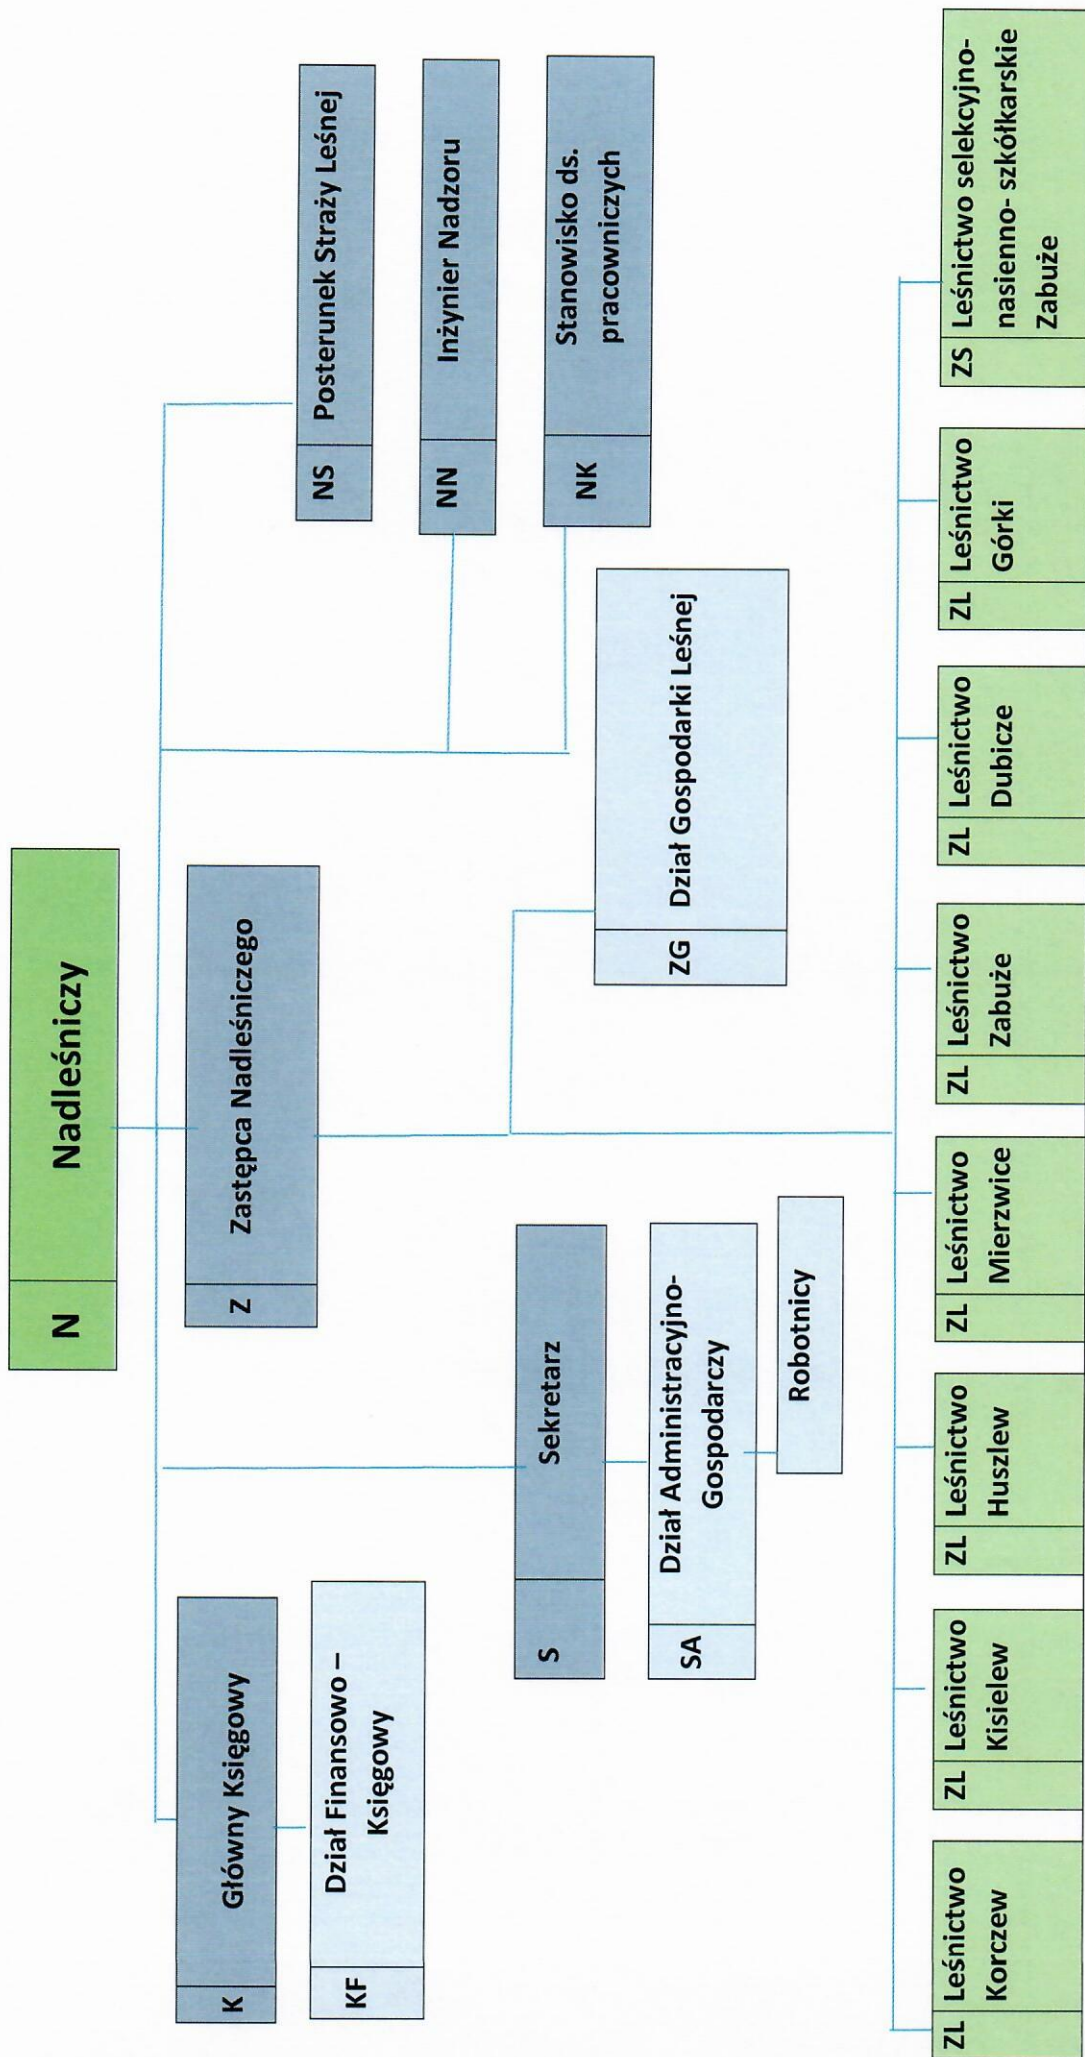 N Nadleśniczy
Z Zastępca Nadleśniczego
K Główny Księgowy
KF Dział Finansowo –
Księgowy
S Sekretarz
SA Dział Administracyjno-
Gospodarczy
Robotnicy
ZG Dział Gospodarki Leśnej
NS Posterunek Straży Leśnej
NN Inżynier Nadzoru
NK Stanowisko ds.
pracowniczych
ZL Leśnictwo
Korczew
ZL Leśnictwo
Kisielew
ZL Leśnictwo
Huszlew
ZL Leśnictwo
Mierzwice
ZL Leśnictwo
Zabuże
ZL Leśnictwo
Dubicze
ZL Leśnictwo
Górki
ZS Leśnictwo selekcyjno-
nasienno- szkółkarskie
Zabuże